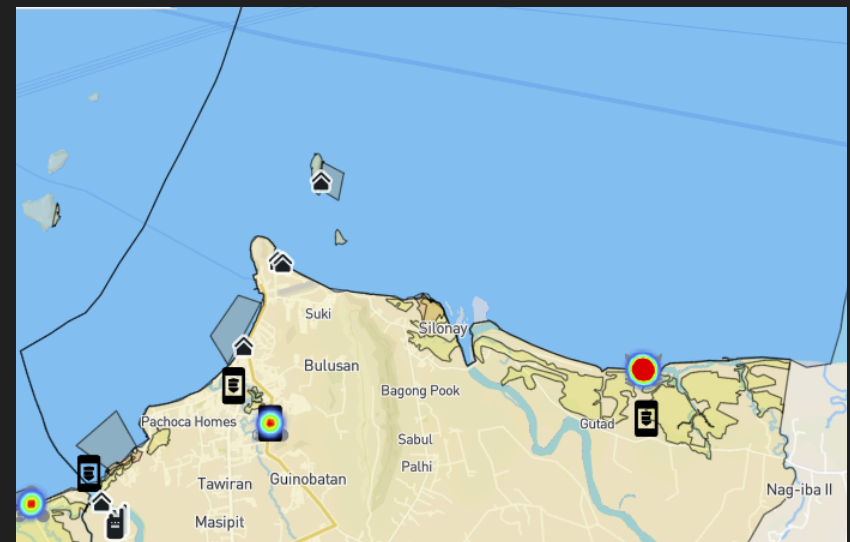 Suki
Silonay
Bulusan
Bagong Pook
Pachoca Homes
Gutad
Sabul
Palhi
Tawiran
Guinobatan
Nag-iba II
Masipit